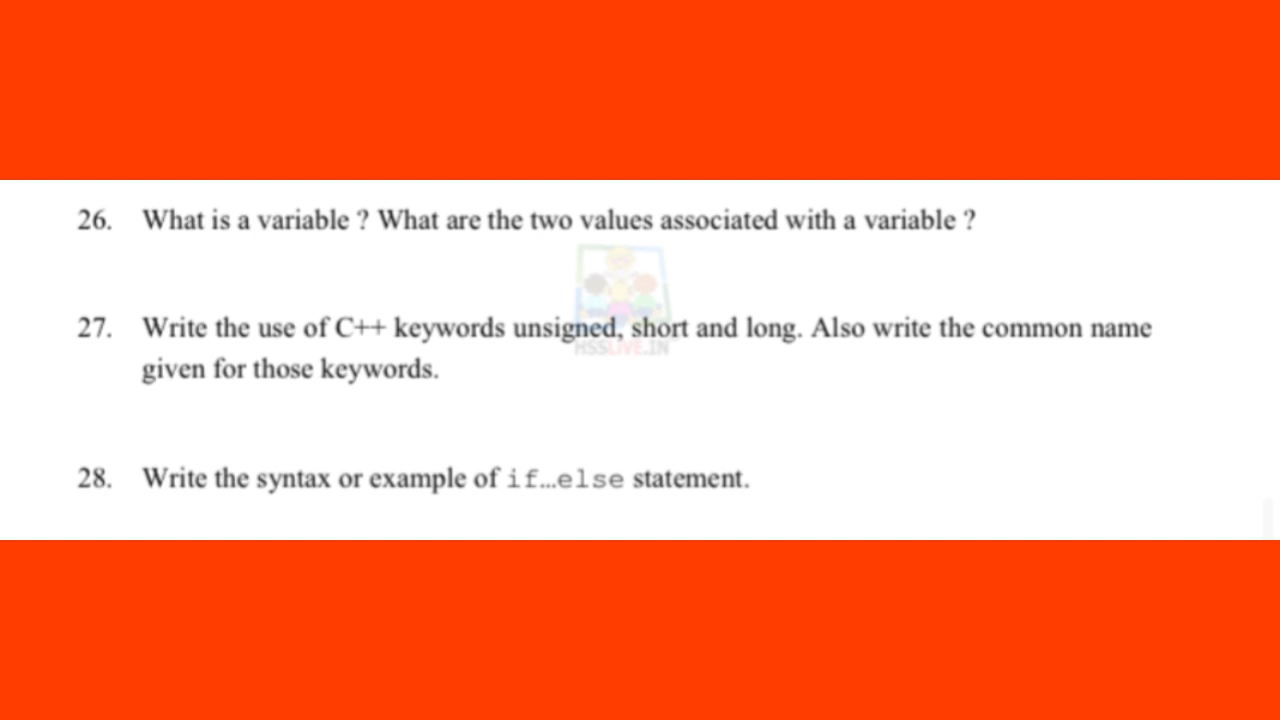 26. What is a variable ? What are the two values associated with a variable ?
HSSLIVE.IN
27. Write the use of C++ keywords unsigned, short and long. Also write the common name
given for those keywords.
28. Write the syntax or example of if…else statement.